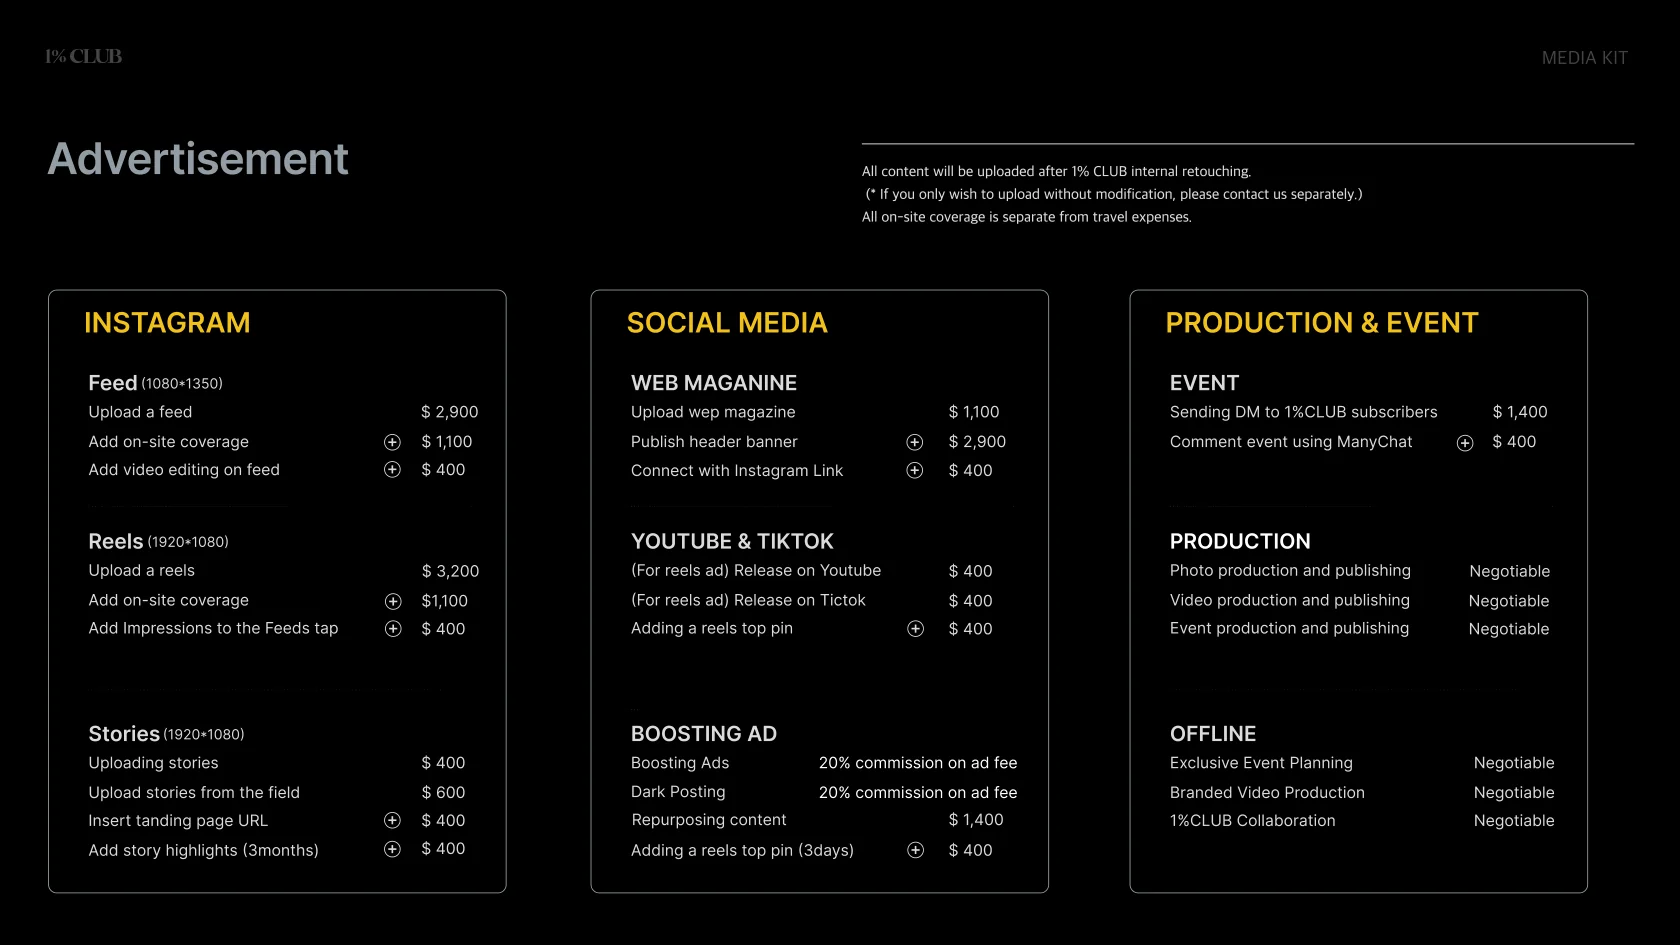 1% CLUB
MEDIA KIT
Advertisement
All content will be uploaded after 1% CLUB internal retouching.
(* If you only wish to upload without modification, please contact us separately.)
All on-site coverage is separate from travel expenses.
INSTAGRAM
Feed (1080*1350)
Upload a feed $ 2,900
Add on-site coverage + $ 1,100
Add video editing on feed + $ 400
Reels (1920*1080)
Upload a reels $ 3,200
Add on-site coverage + $1,100
Add Impressions to the Feeds tap + $ 400
Stories (1920*1080)
Uploading stories $ 400
Upload stories from the field $ 600
Insert tanding page URL + $ 400
Add story highlights (3months) + $ 400
SOCIAL MEDIA
WEB MAGANINE
Upload wep magazine $ 1,100
Publish header banner + $ 2,900
Connect with Instagram Link + $ 400
YOUTUBE & TIKTOK
(For reels ad) Release on Youtube $ 400
(For reels ad) Release on Tictok $ 400
Adding a reels top pin + $ 400
BOOSTING AD
Boosting Ads 20% commission on ad fee
Dark Posting 20% commission on ad fee
Repurposing content $ 1,400
Adding a reels top pin (3days) + $ 400
PRODUCTION & EVENT
EVENT
Sending DM to 1%CLUB subscribers $ 1,400
Comment event using ManyChat + $ 400
PRODUCTION
Photo production and publishing Negotiable
Video production and publishing Negotiable
Event production and publishing Negotiable
OFFLINE
Exclusive Event Planning Negotiable
Branded Video Production Negotiable
1%CLUB Collaboration Negotiable